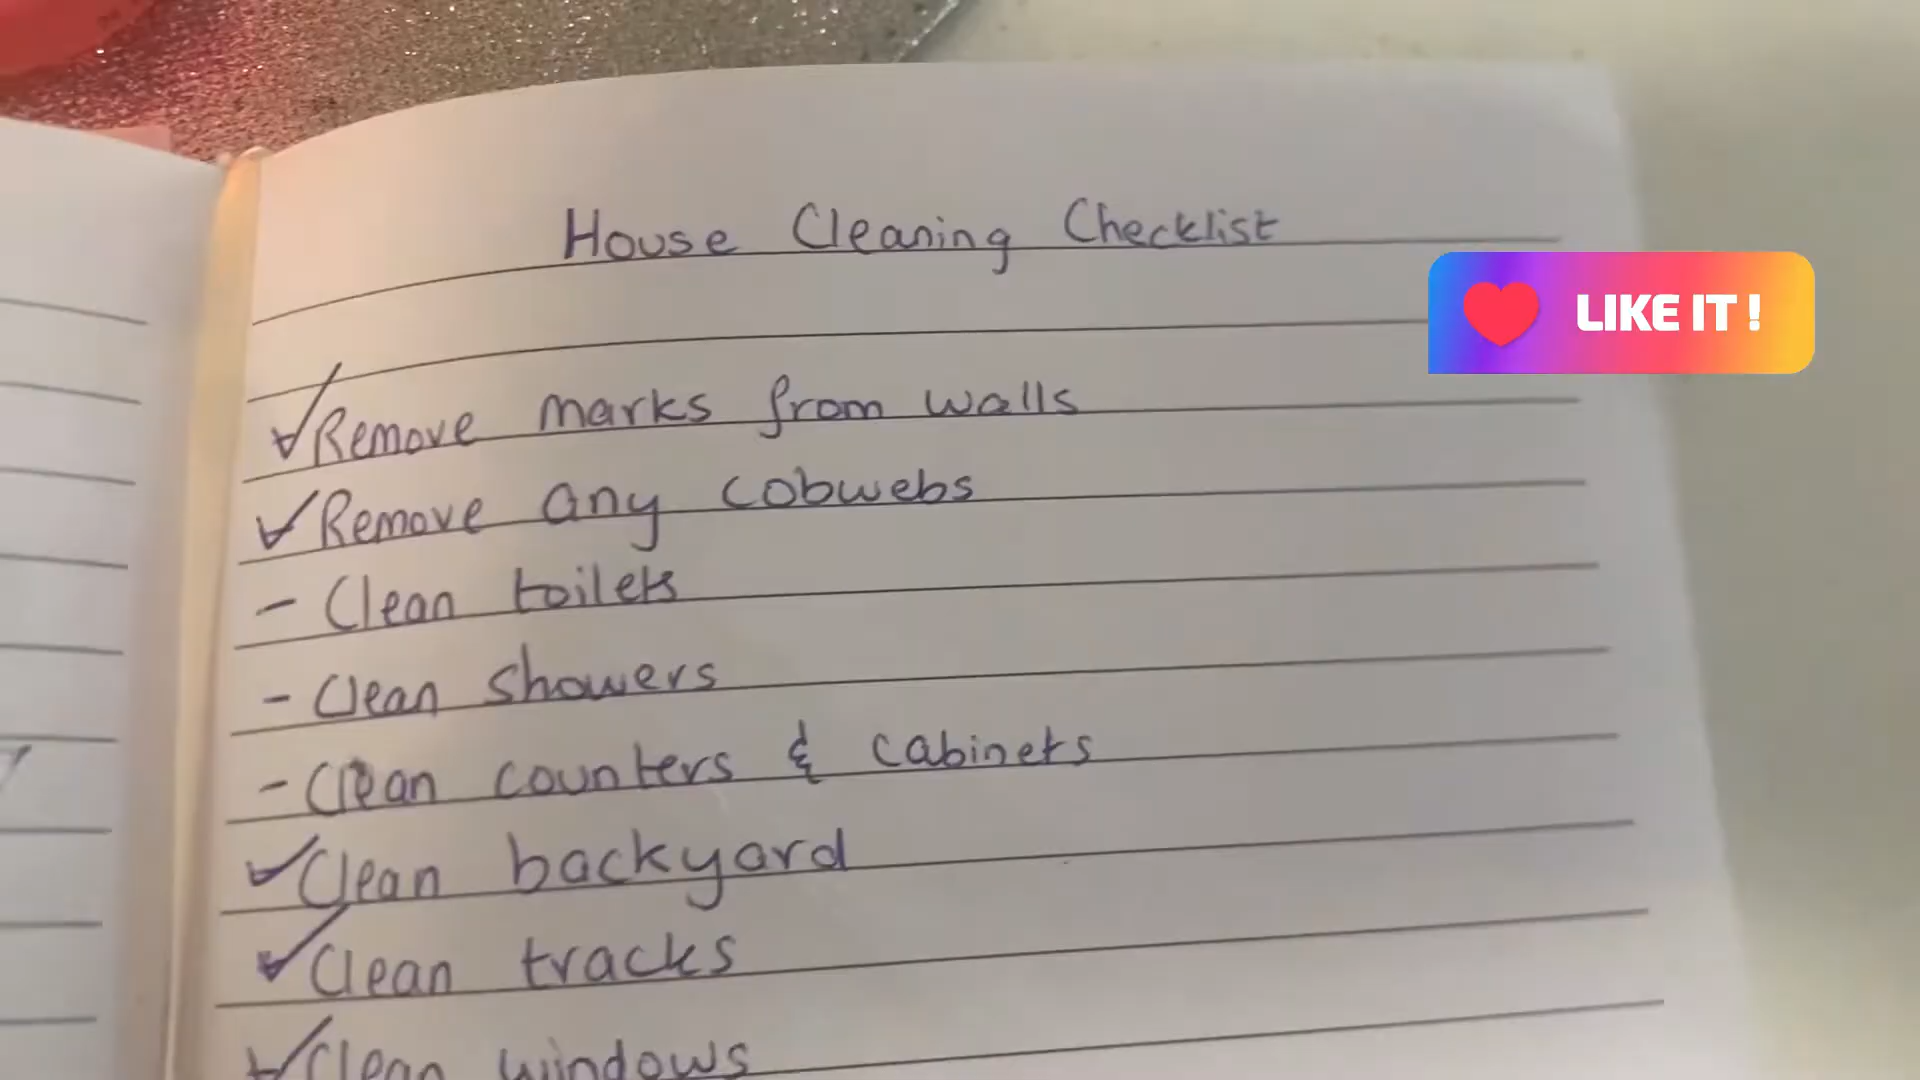 House Cleaning Checklist
LIKE IT !
✓ Remove marks from walls
✓ Remove any cobwebs
- Clean toilets
- Clean showers
- Clean counters & cabinets
✓ Clean backyard
✓ Clean tracks
✓ Clean windows